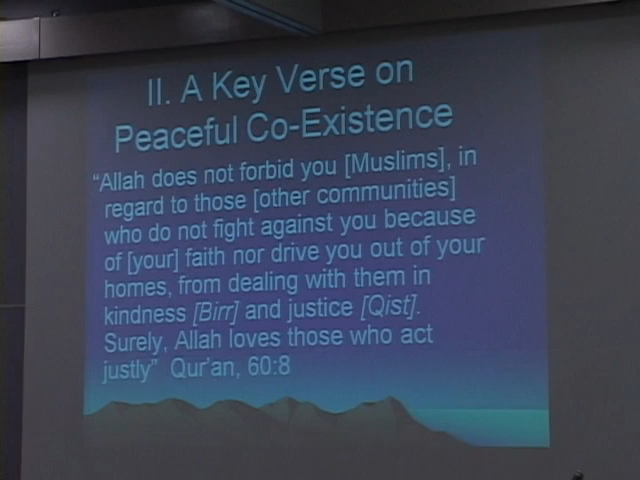 II. A Key Verse on
Peaceful Co-Existence
“Allah does not forbid you [Muslims], in
regard to those [other communities]
who do not fight against you because
of [your] faith nor drive you out of your
homes, from dealing with them in
kindness [Birr] and justice [Qist].
Surely, Allah loves those who act
justly” Qur'an, 60:8